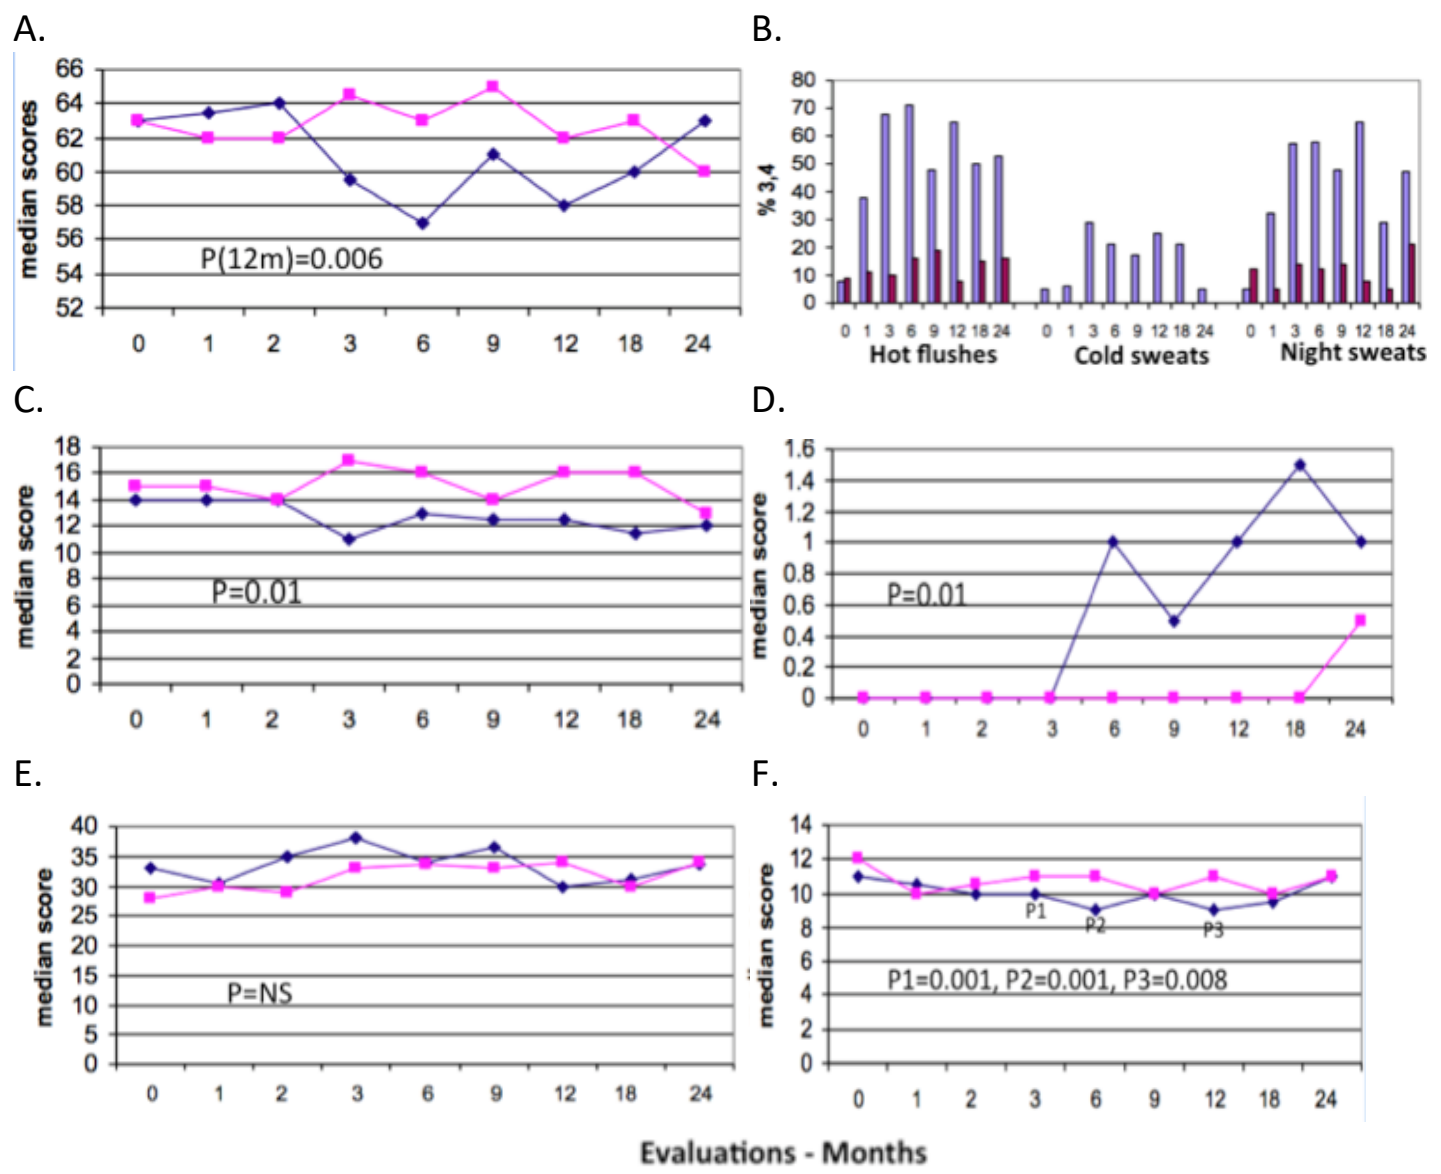 A.
median scores
66
64
62
60
58
56
54
52
P(12m)=0.006
0 1 2 3 6 9 12 18 24
B.
% 3,4
80
70
60
50
40
30
20
10
0
0 1 3 6 9 12 18 24 0 1 3 6 9 12 18 24 0 1 3 6 9 12 18 24
Hot flushes Cold sweats Night sweats
C.
median score
18
16
14
12
10
8
6
4
2
0
P=0.01
0 1 2 3 6 9 12 18 24
D.
median score
1.6
1.4
1.2
1
0.8
0.6
0.4
0.2
0
P=0.01
0 1 2 3 6 9 12 18 24
E.
median score
40
35
30
25
20
15
10
5
0
P=NS
0 1 2 3 6 9 12 18 24
F.
median score
14
12
10
8
6
4
2
0
P1 P2 P3
P1=0.001, P2=0.001, P3=0.008
0 1 2 3 6 9 12 18 24
Evaluations - Months